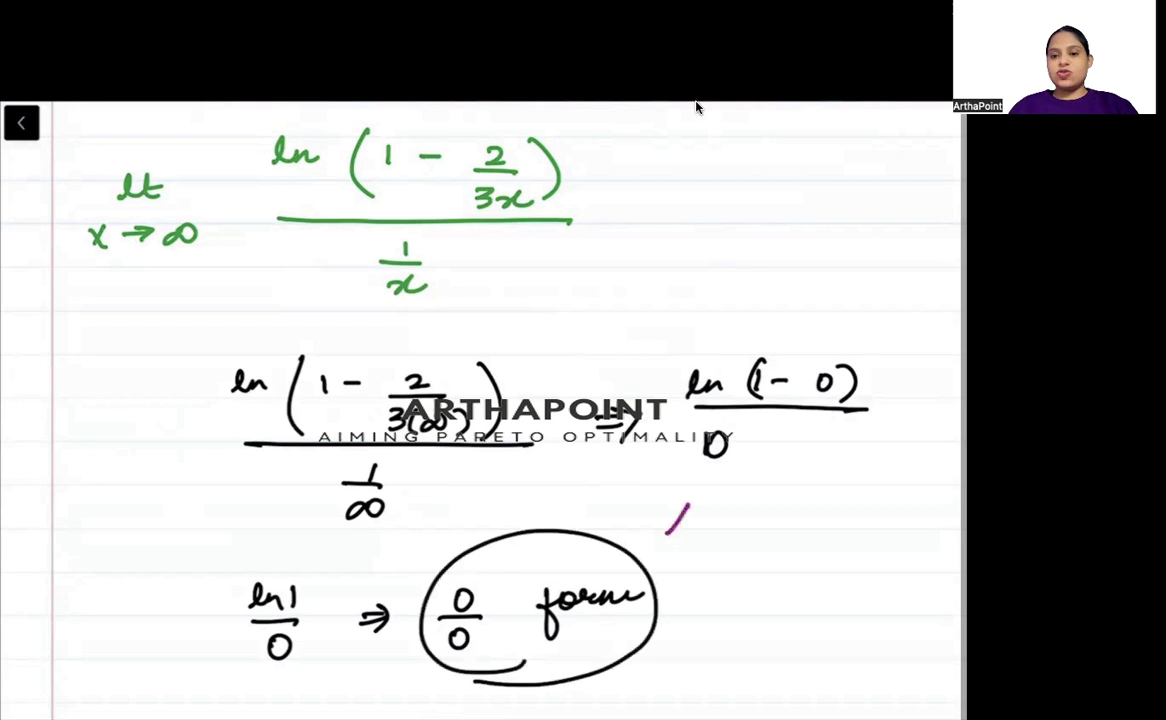 ArthaPoint
lt x → ∞ ln (1 - 2/3x) / 1/x
ln (1 - 2/3(∞)) / 1/∞ ⇒ ln (1 - 0) / 0
ARTHAPOINT
AIMING PARETO OPTIMALITY
ln1/0 ⇒ 0/0 form